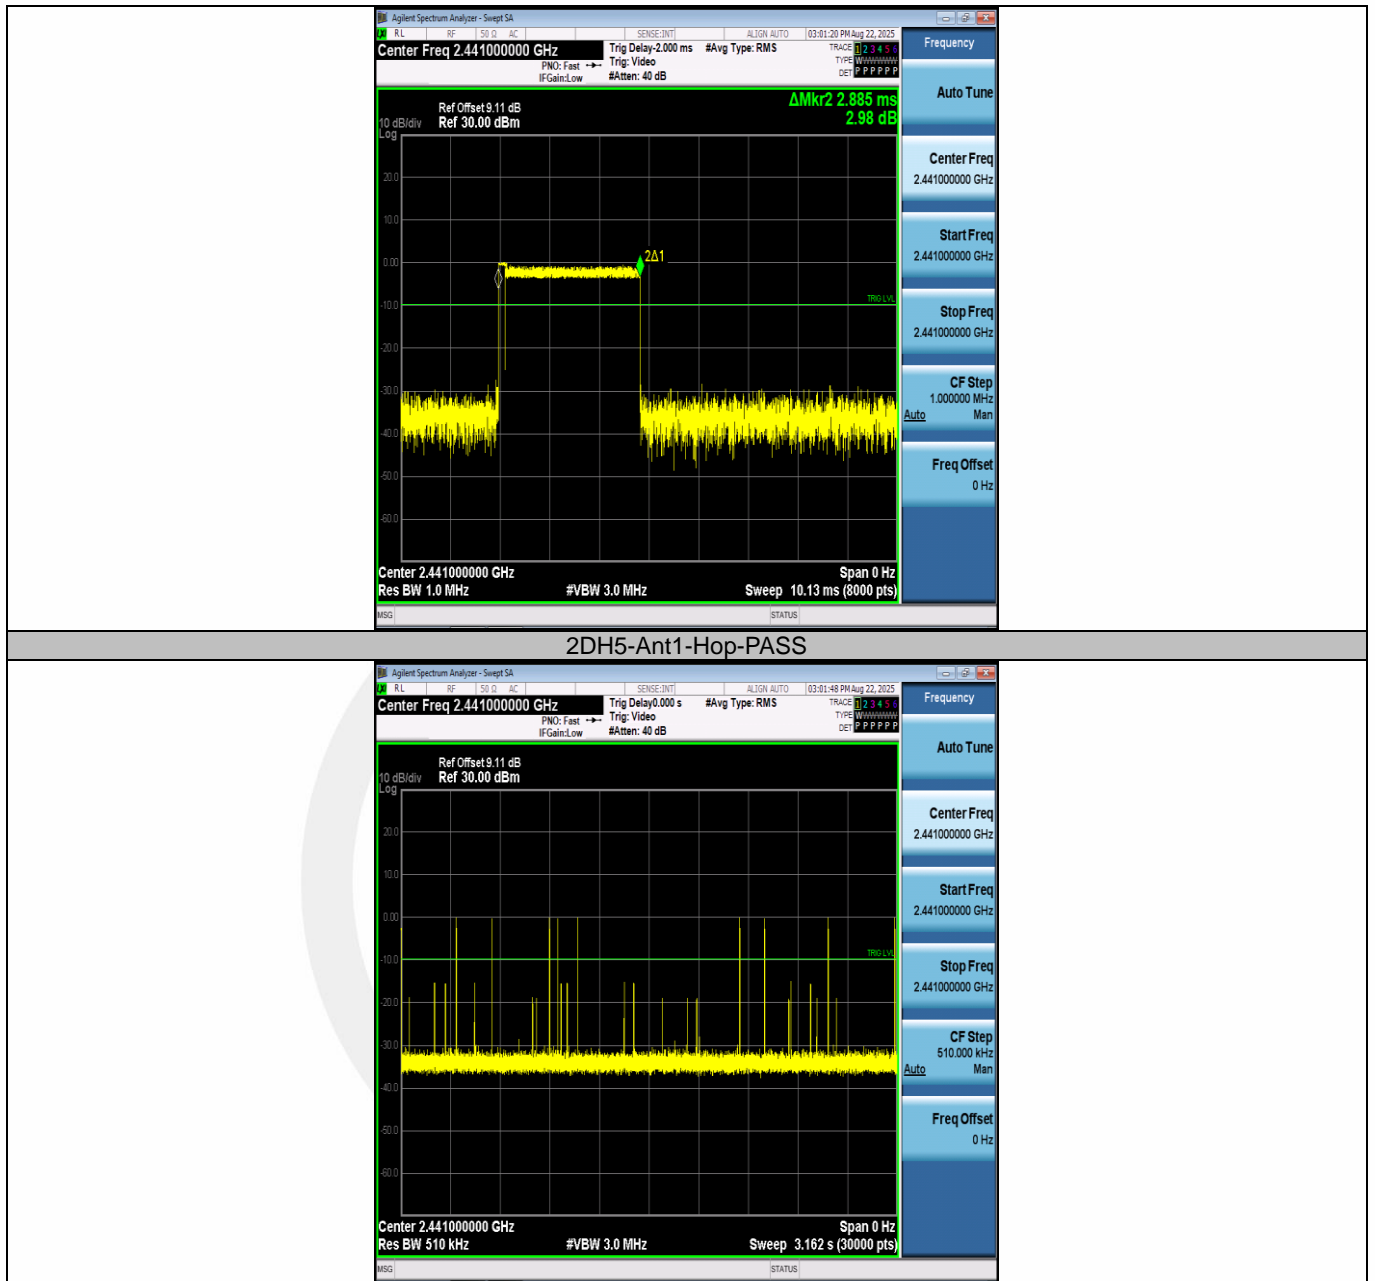 Agilent Spectrum Analyzer - Swept SA
RL RF 50 Ω AC SENSE:INT ALIGN AUTO 03:01:20 PM Aug 22, 2025
Center Freq 2.441000000 GHz
PNO: Fast
IFGain:Low
Trig Delay-2.000 ms
Trig: Video
#Atten: 40 dB
#Avg Type: RMS
TRACE 1 2 3 4 5 6
TYPE WWWWWW
DET P P P P P P
Frequency
ΔMkr2 2.885 ms
2.98 dB
Ref Offset 9.11 dB
10 dB/div Ref 30.00 dBm
Log
20.0
10.0
0.00
-10.0
-20.0
-30.0
-40.0
-50.0
-60.0
2Δ1
TRIG LVL
Center 2.441000000 GHz
Span 0 Hz
Res BW 1.0 MHz
#VBW 3.0 MHz
Sweep 10.13 ms (8000 pts)
MSG
STATUS
Auto Tune
Center Freq
2.441000000 GHz
Start Freq
2.441000000 GHz
Stop Freq
2.441000000 GHz
CF Step
1.000000 MHz
Auto Man
Freq Offset
0 Hz
2DH5-Ant1-Hop-PASS
Agilent Spectrum Analyzer - Swept SA
RL RF 50 Ω AC SENSE:INT ALIGN AUTO 03:01:48 PM Aug 22, 2025
Center Freq 2.441000000 GHz
PNO: Fast
IFGain:Low
Trig Delay0.000 s
Trig: Video
#Atten: 40 dB
#Avg Type: RMS
TRACE 1 2 3 4 5 6
TYPE WWWWWW
DET P P P P P P
Frequency
Ref Offset 9.11 dB
10 dB/div Ref 30.00 dBm
Log
20.0
10.0
0.00
-10.0
-20.0
-30.0
-40.0
-50.0
-60.0
TRIG LVL
Center 2.441000000 GHz
Span 0 Hz
Res BW 510 kHz
#VBW 3.0 MHz
Sweep 3.162 s (30000 pts)
MSG
STATUS
Auto Tune
Center Freq
2.441000000 GHz
Start Freq
2.441000000 GHz
Stop Freq
2.441000000 GHz
CF Step
510.000 kHz
Auto Man
Freq Offset
0 Hz